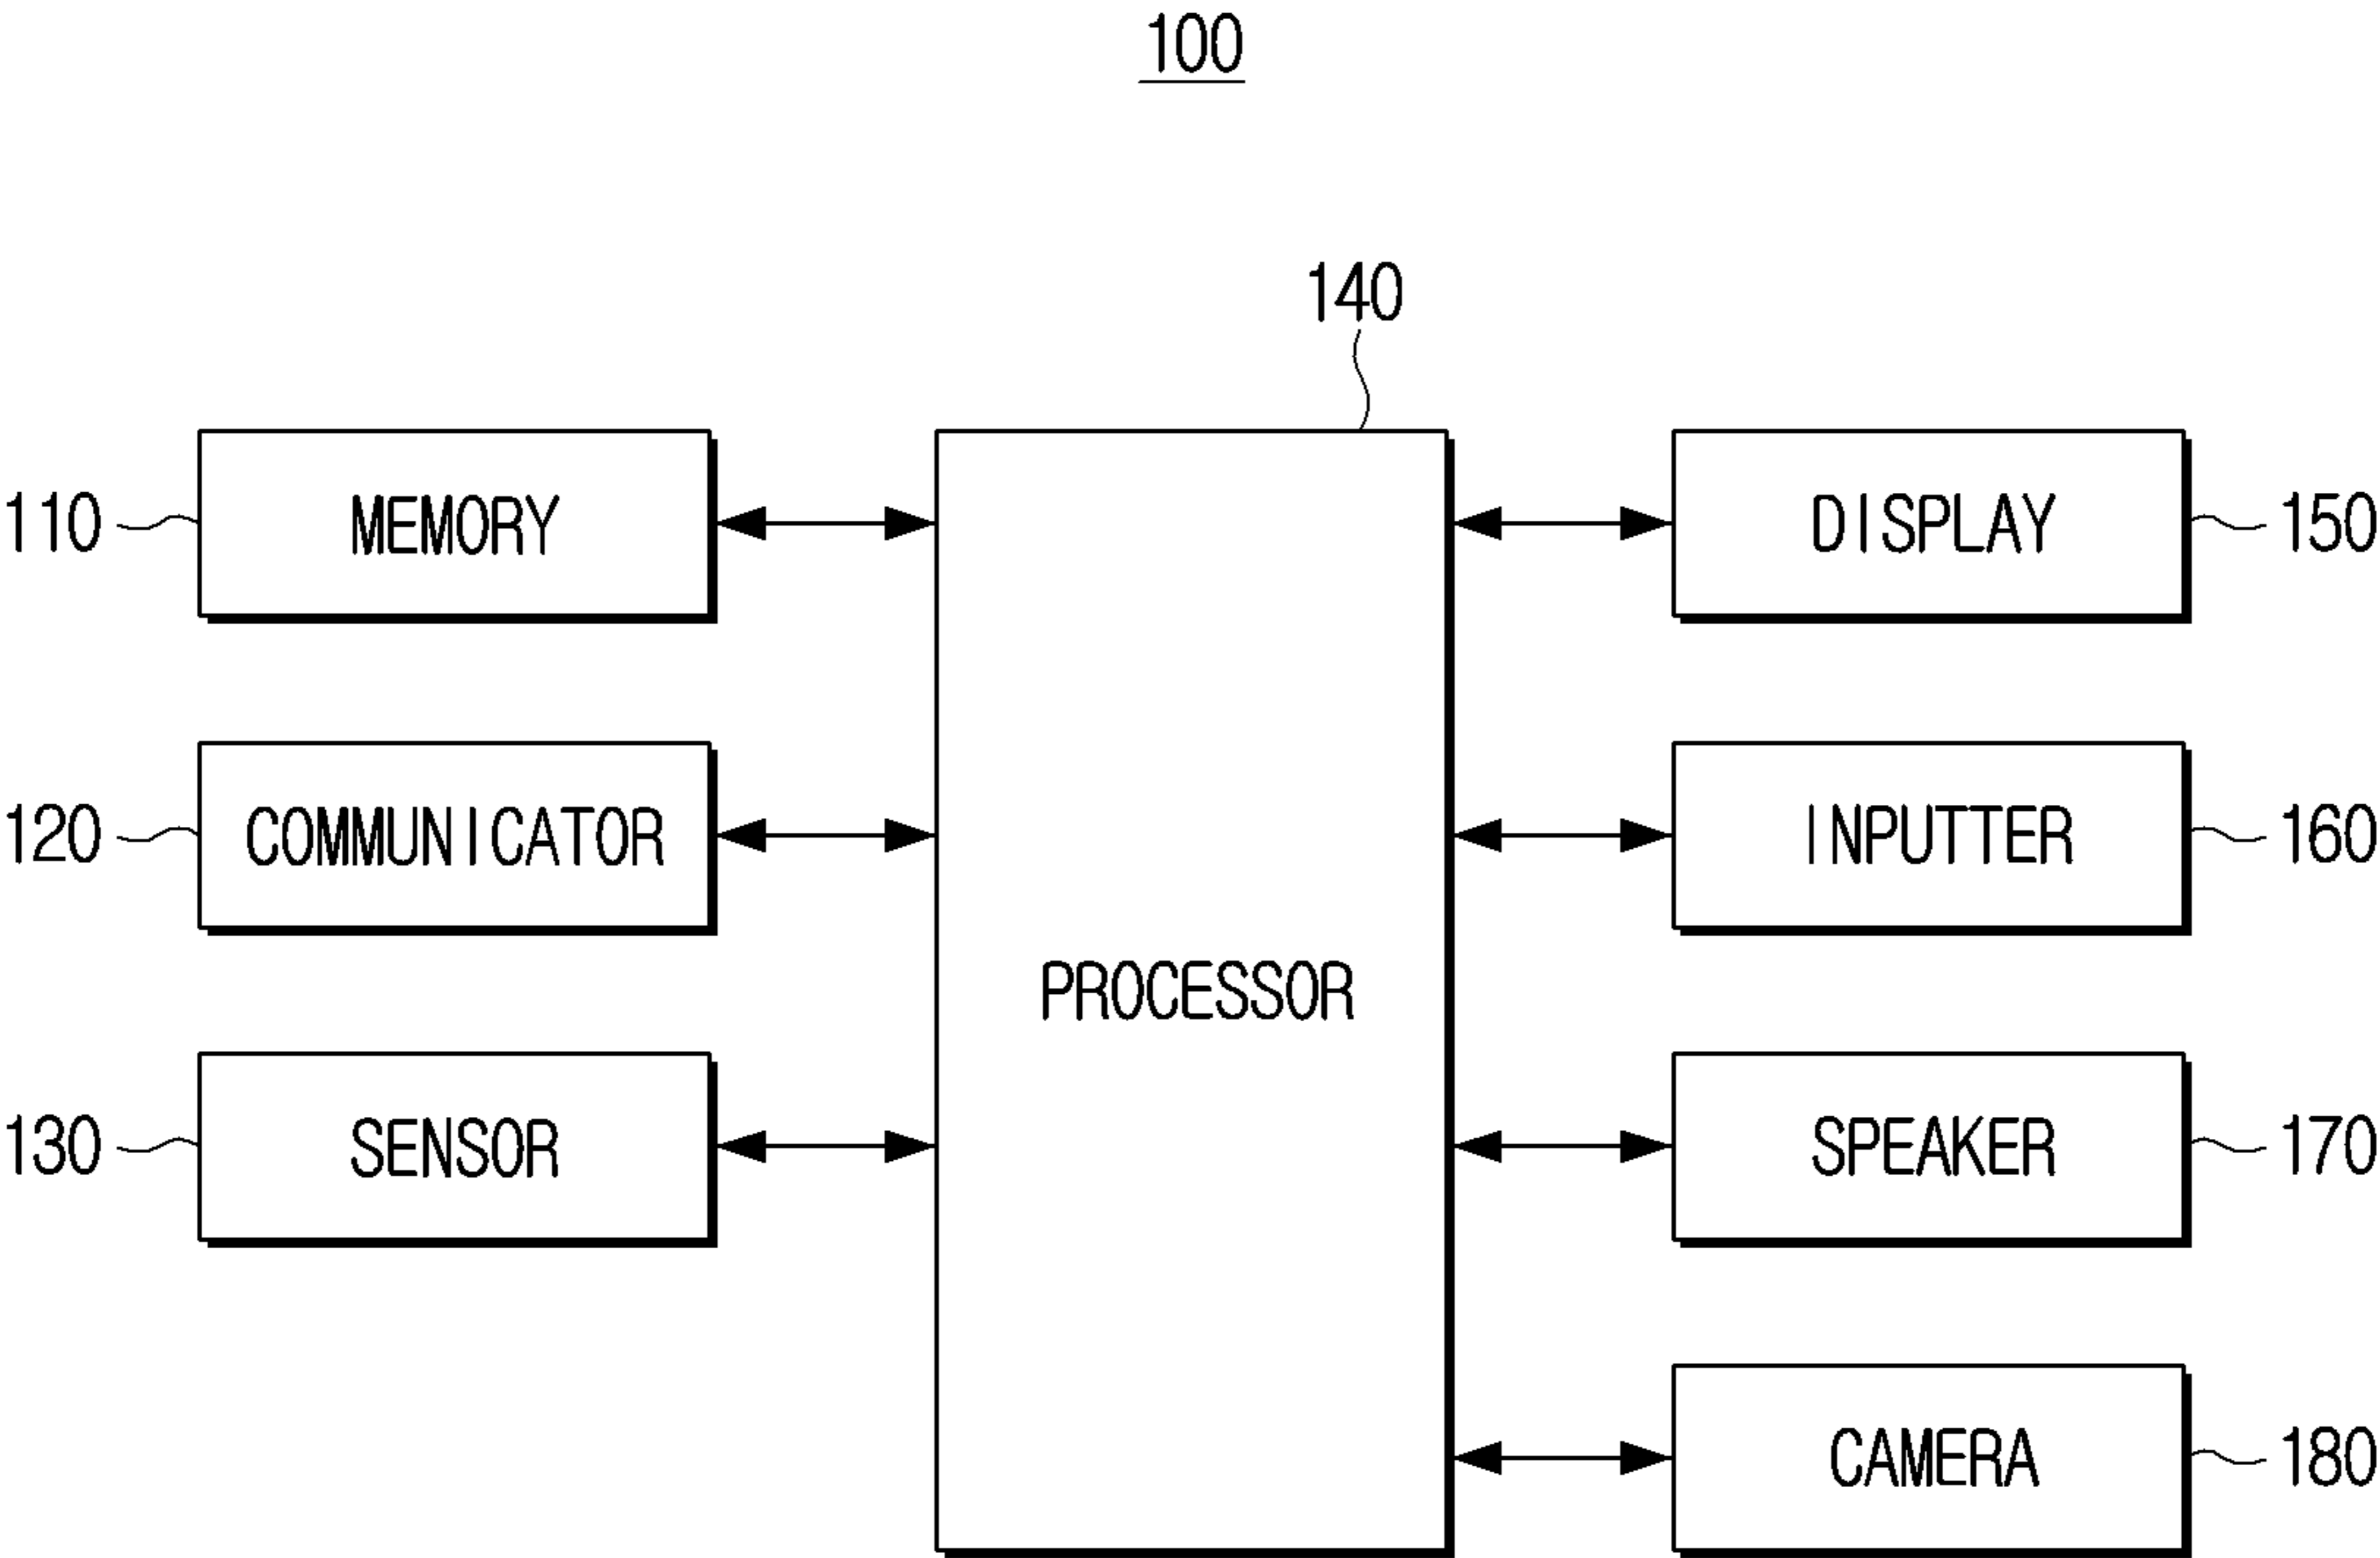 100
140
110 MEMORY DISPLAY 150
120 COMMUNICATOR INPUTTER 160
PROCESSOR
130 SENSOR SPEAKER 170
CAMERA 180